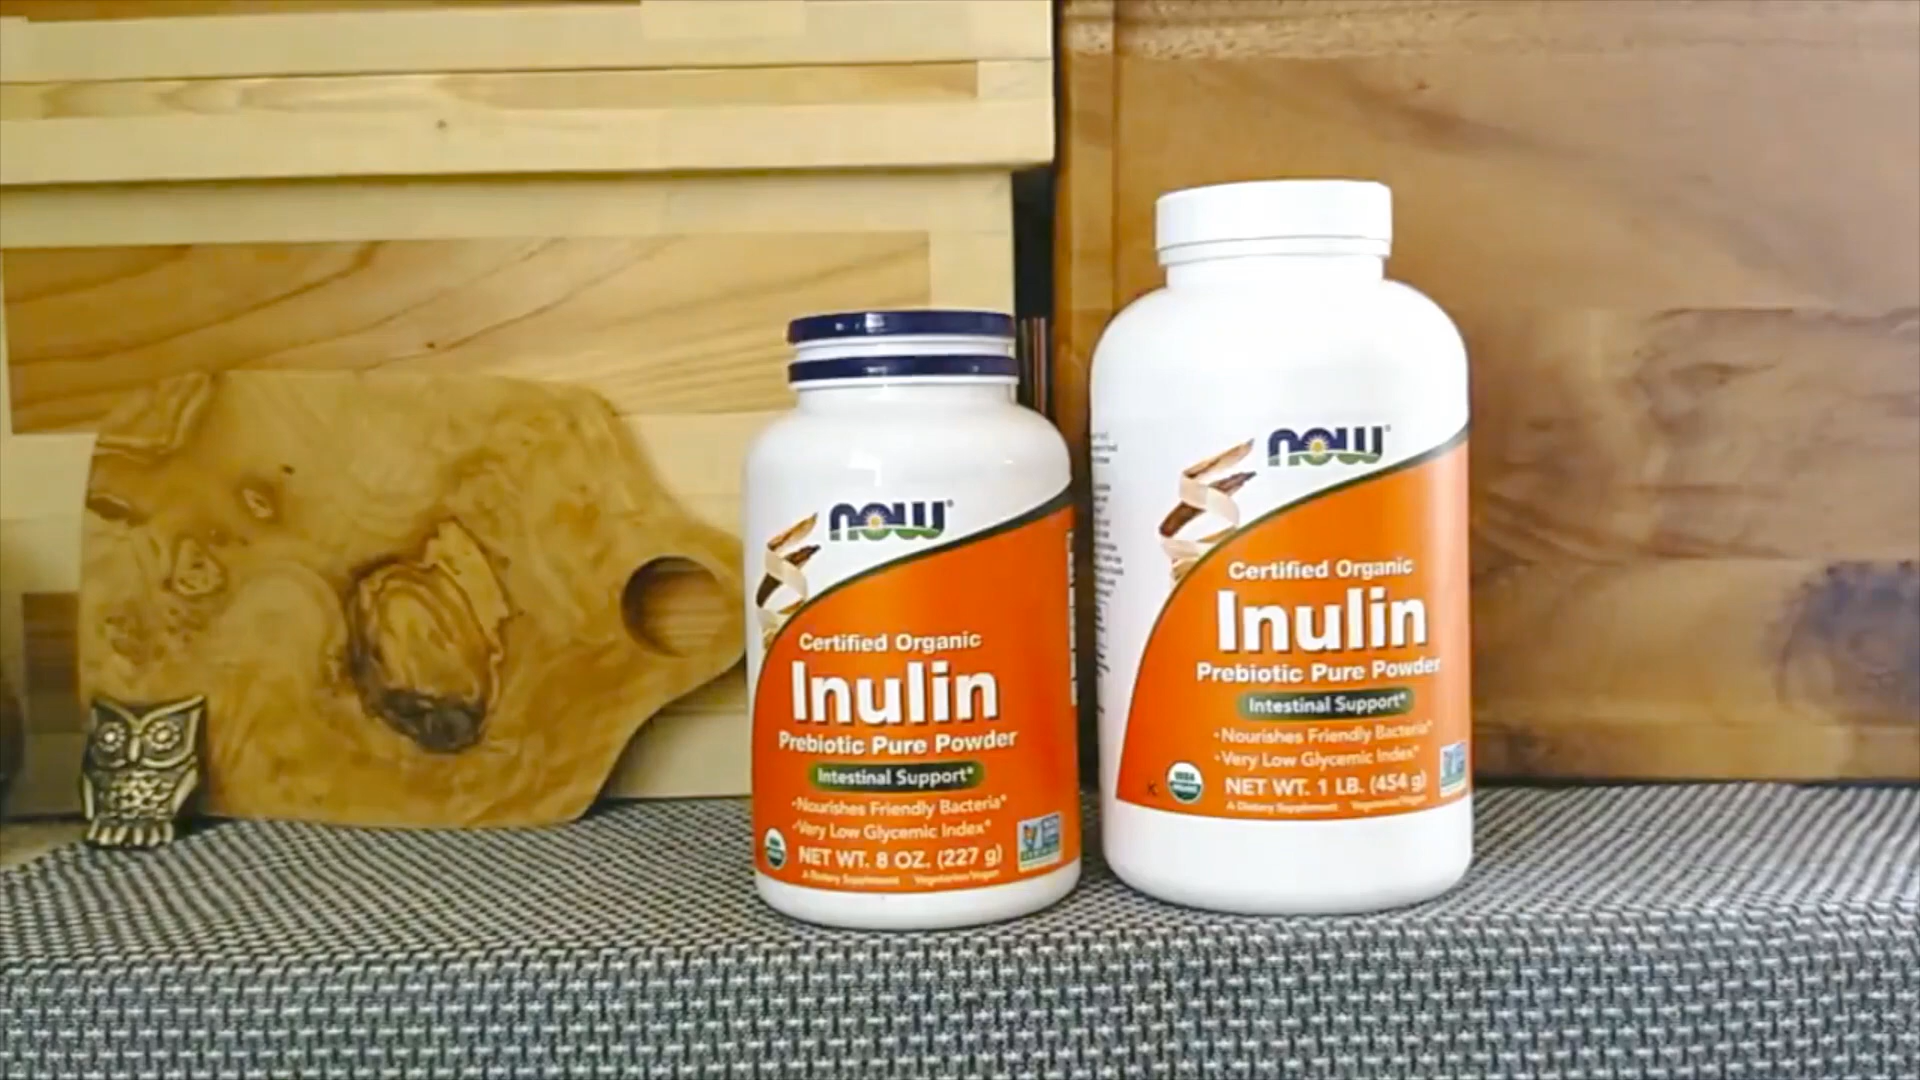 NOW®
Certified Organic
Inulin
Prebiotic Pure Powder
Intestinal Support*
•Nourishes Friendly Bacteria*
•Very Low Glycemic Index*
NET WT. 8 OZ. (227 g)
A Dietary Supplement Vegetarian/Vegan
NOW®
Certified Organic
Inulin
Prebiotic Pure Powder
Intestinal Support*
•Nourishes Friendly Bacteria*
•Very Low Glycemic Index*
K
USDA
ORGANIC
NET WT. 1 LB. (454 g)
A Dietary Supplement Vegetarian/Vegan